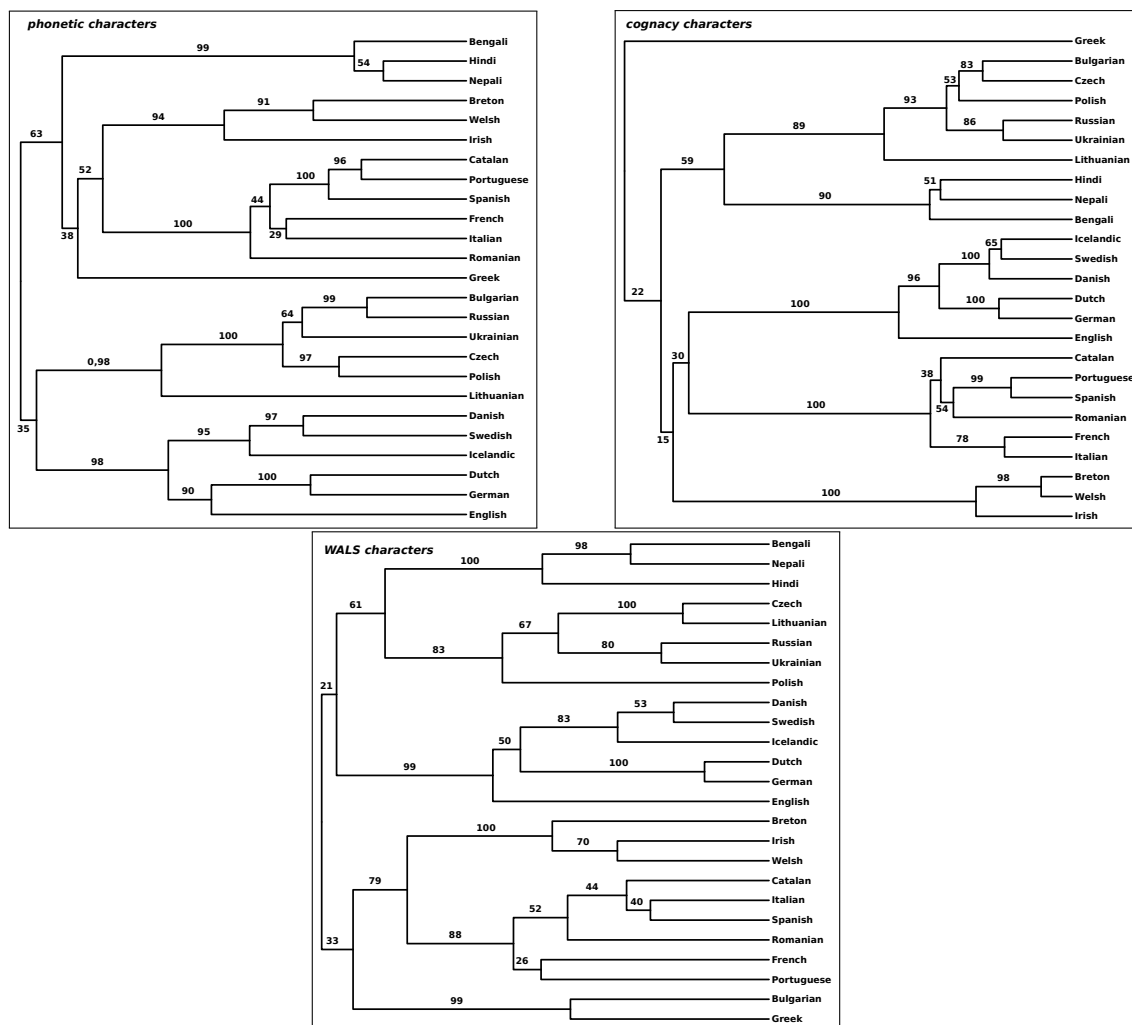 phonetic characters
99
Bengali
54
Hindi
Nepali
63
91
Breton
94
Welsh
Irish
52
96
Catalan
100
Portuguese
44
Spanish
100
French
29
Italian
38
Romanian
Greek
99
Bulgarian
64
Russian
100
Ukrainian
97
Czech
0,98
Polish
Lithuanian
35
97
Danish
95
Swedish
98
Icelandic
100
Dutch
90
German
English
cognacy characters
Greek
83
Bulgarian
53
Czech
93
Polish
86
Russian
89
Ukrainian
Lithuanian
59
51
Hindi
90
Nepali
Bengali
65
Icelandic
100
Swedish
96
Danish
100
Dutch
100
German
English
22
30
38
Catalan
99
Portuguese
54
Spanish
100
Romanian
78
French
15
Italian
98
Breton
100
Welsh
Irish
WALS characters
98
Bengali
100
Nepali
Hindi
61
100
Czech
67
Lithuanian
80
Russian
83
Ukrainian
Polish
21
53
Danish
83
Swedish
50
Icelandic
100
Dutch
99
German
English
100
Breton
70
Irish
Welsh
79
44
Catalan
40
Italian
52
Spanish
88
Romanian
26
French
33
Portuguese
99
Bulgarian
Greek